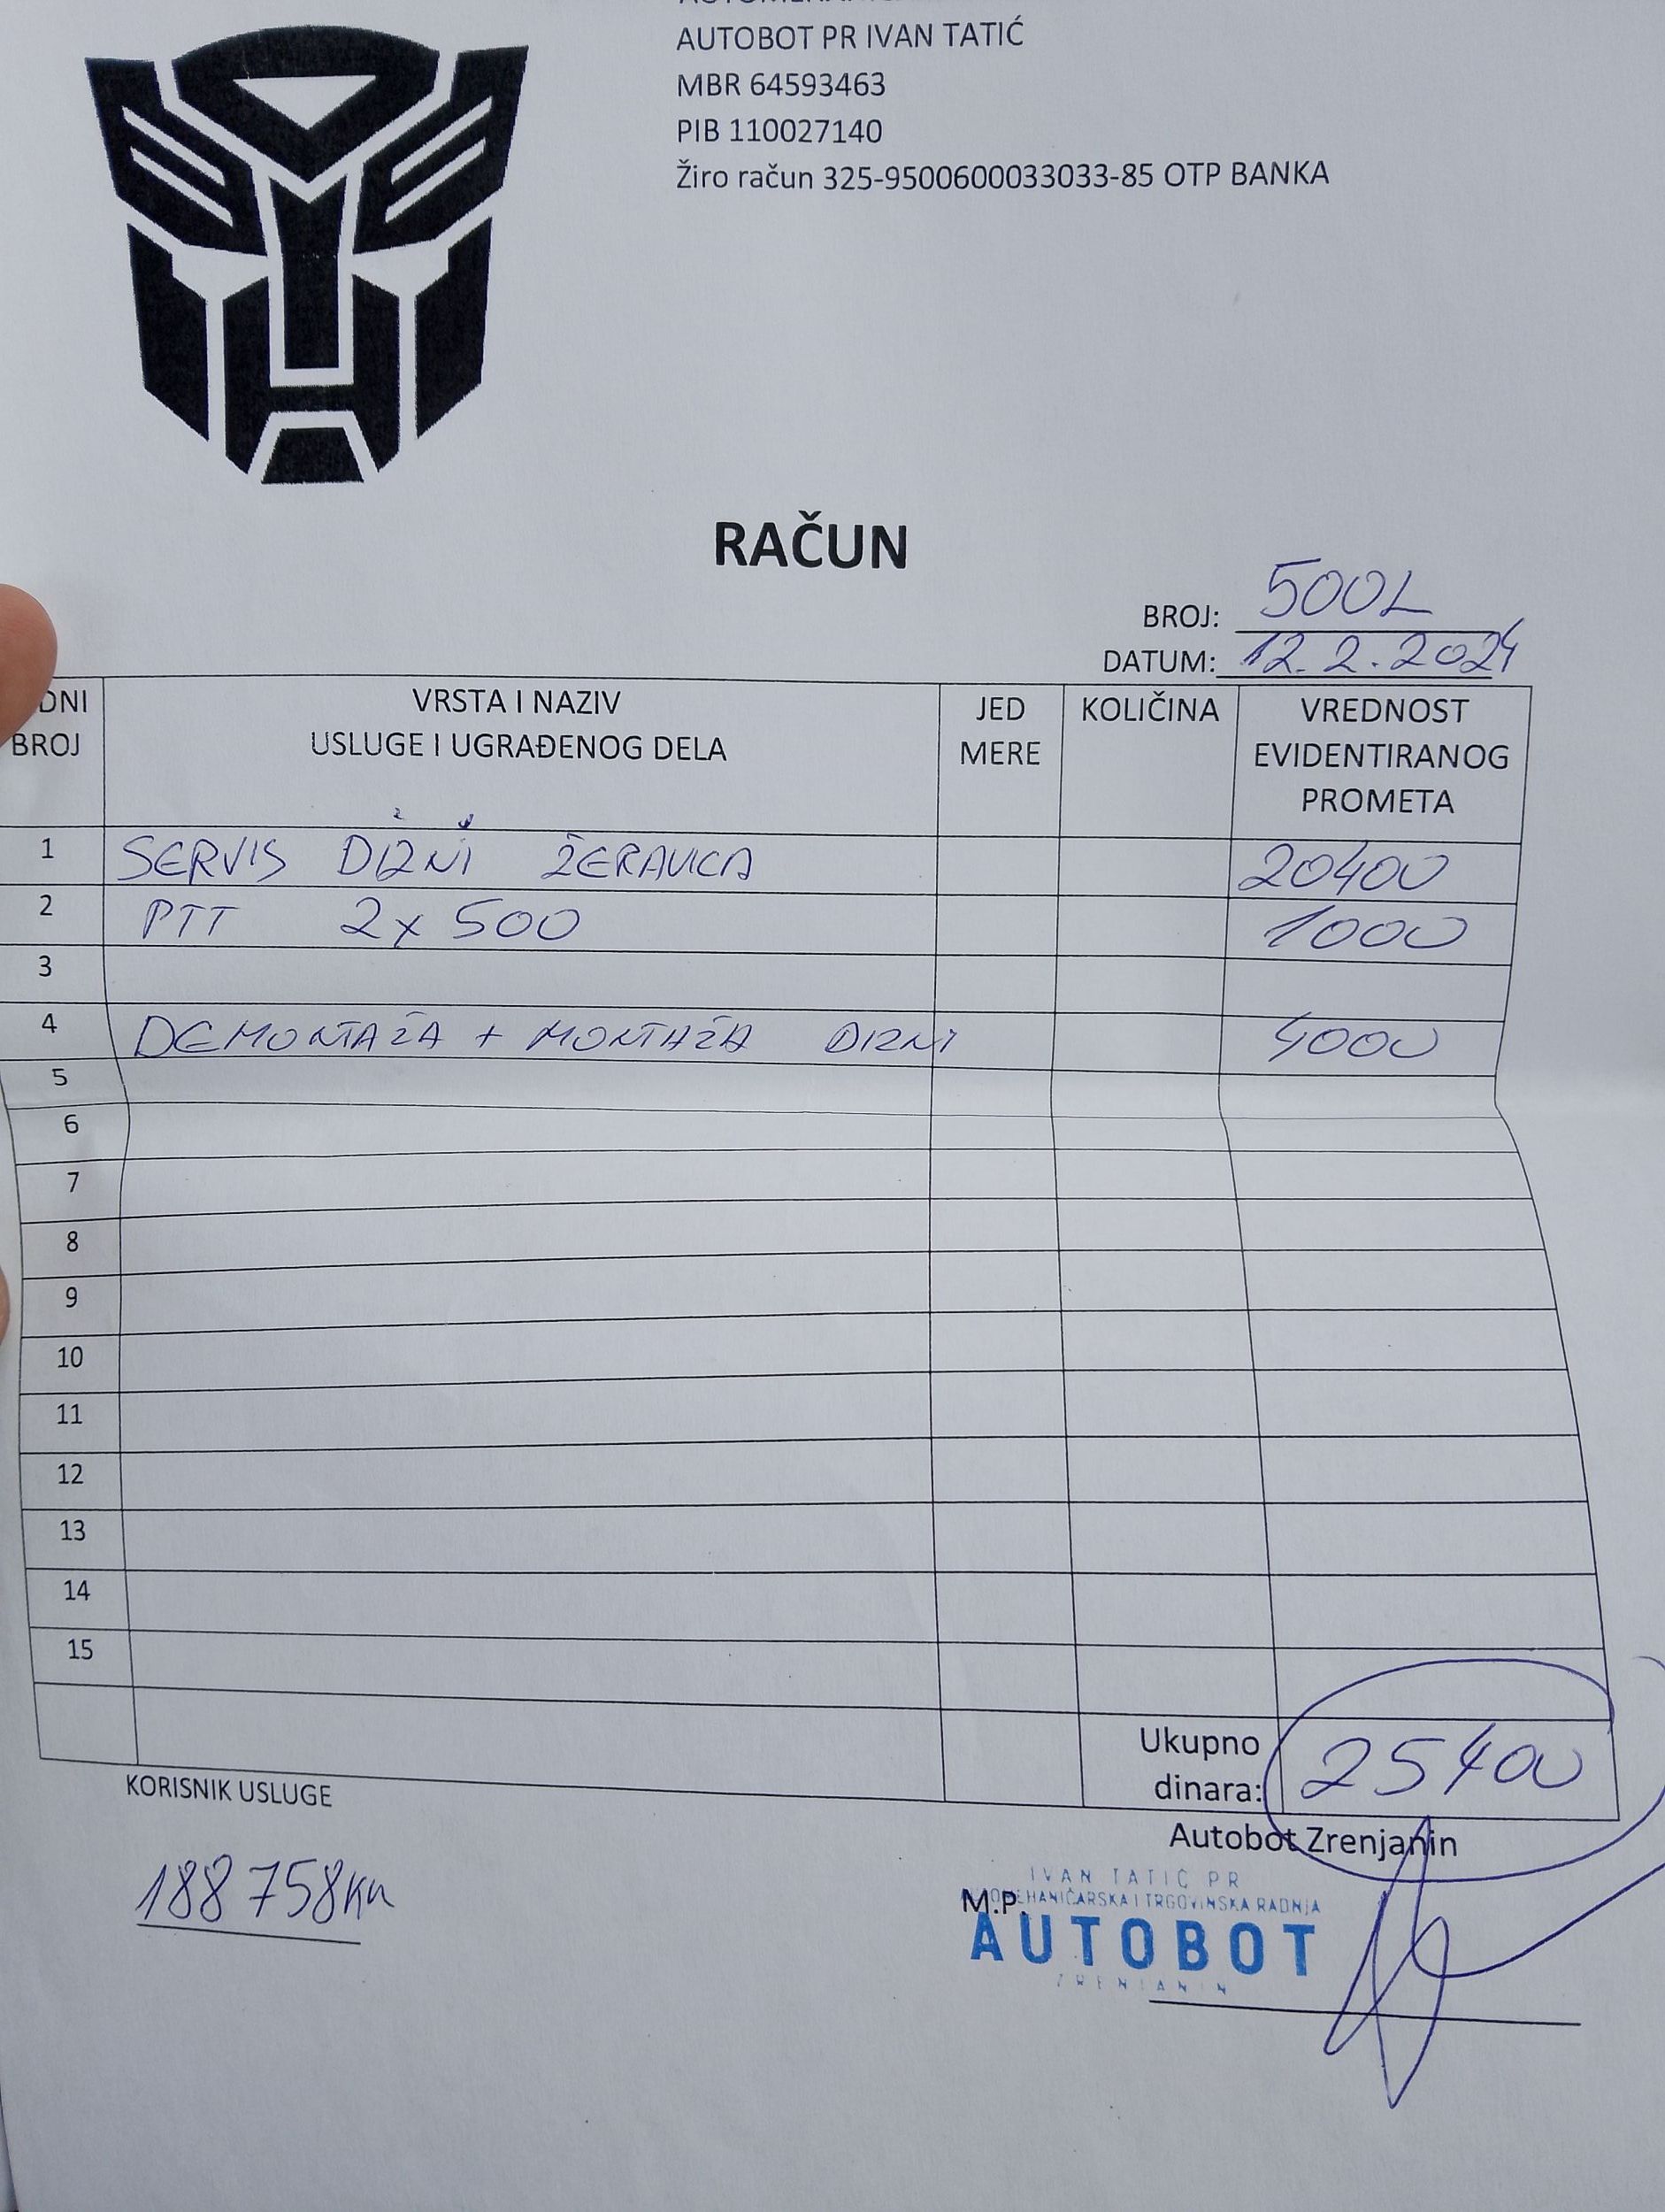 AUTOBOT PR IVAN TATIĆ
MBR 64593463
PIB 110027140
Žiro račun 325-9500600033033-85 OTP BANKA
RAČUN
BROJ: 500L
DATUM: 12.2.2024
BROJ
VRSTA I NAZIV
USLUGE I UGRAĐENOG DELA
JED
MERE
KOLIČINA
VREDNOST
EVIDENTIRANOG
PROMETA
1 SERVIS DIZNI ŽERAVICA 20400
2 PTT 2x500 1000
3
4 DEMONTAŽA + MONTAŽA DIZNI 4000
5
6
7
8
9
10
11
12
13
14
15
Ukupno
dinara: 25400
KORISNIK USLUGE
Autobot Zrenjanin
188 758 km
IVAN TATIĆ PR
M.P. AUTOMEHANIČARSKA I TRGOVINSKA RADNJA
AUTOBOT
ZRENJANIN